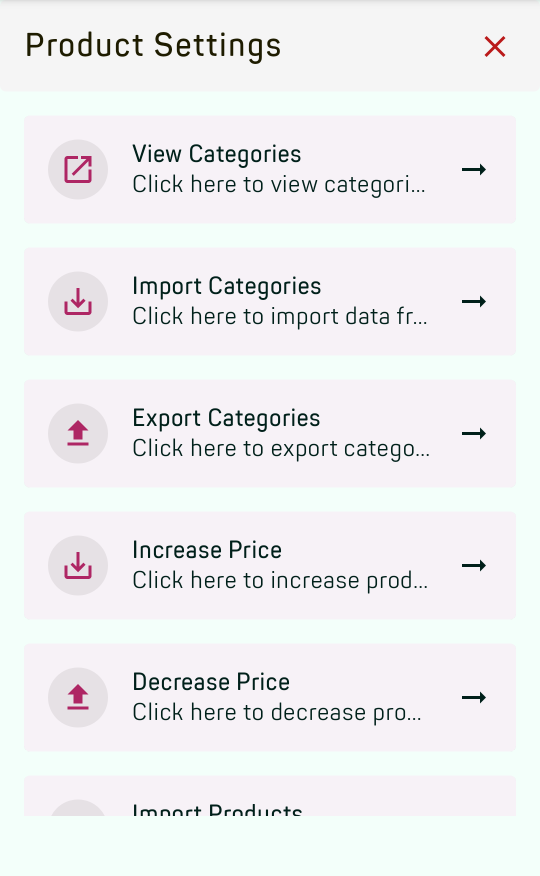 Product Settings
View Categories
Click here to view categori...
Import Categories
Click here to import data fr...
Export Categories
Click here to export catego...
Increase Price
Click here to increase prod...
Decrease Price
Click here to decrease pro...
Import Products